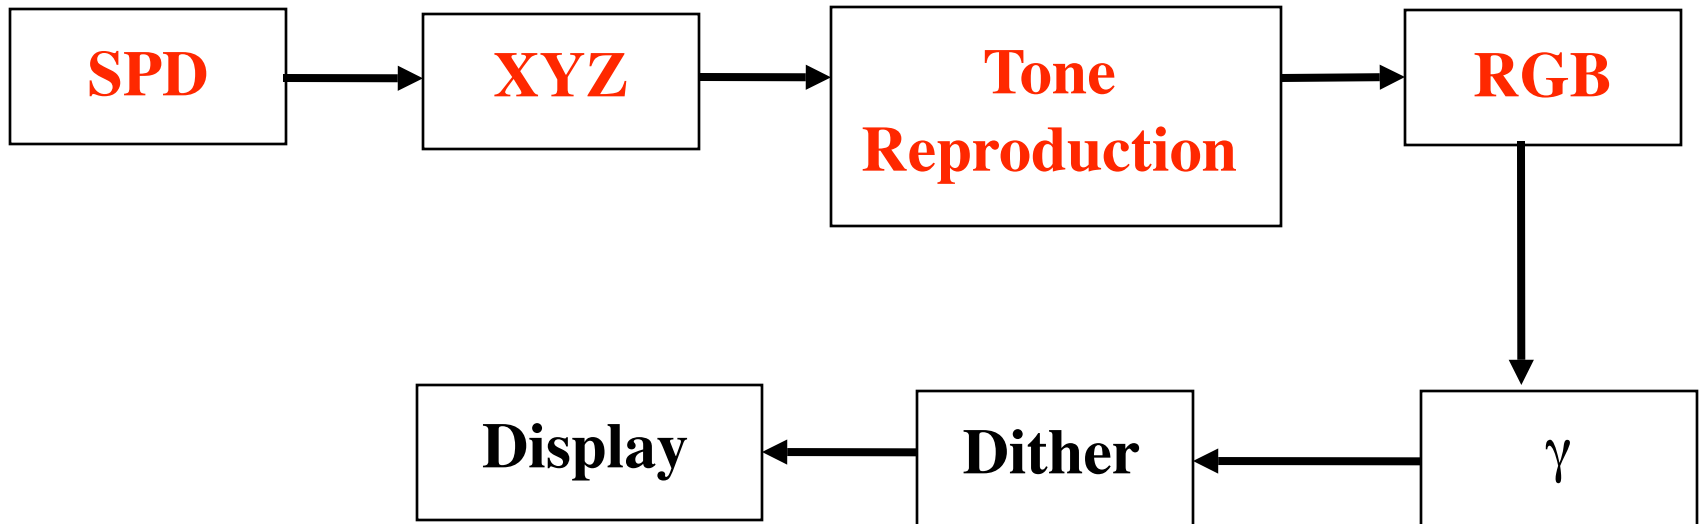 SPD
XYZ
Tone
Reproduction
RGB
γ
Dither
Display